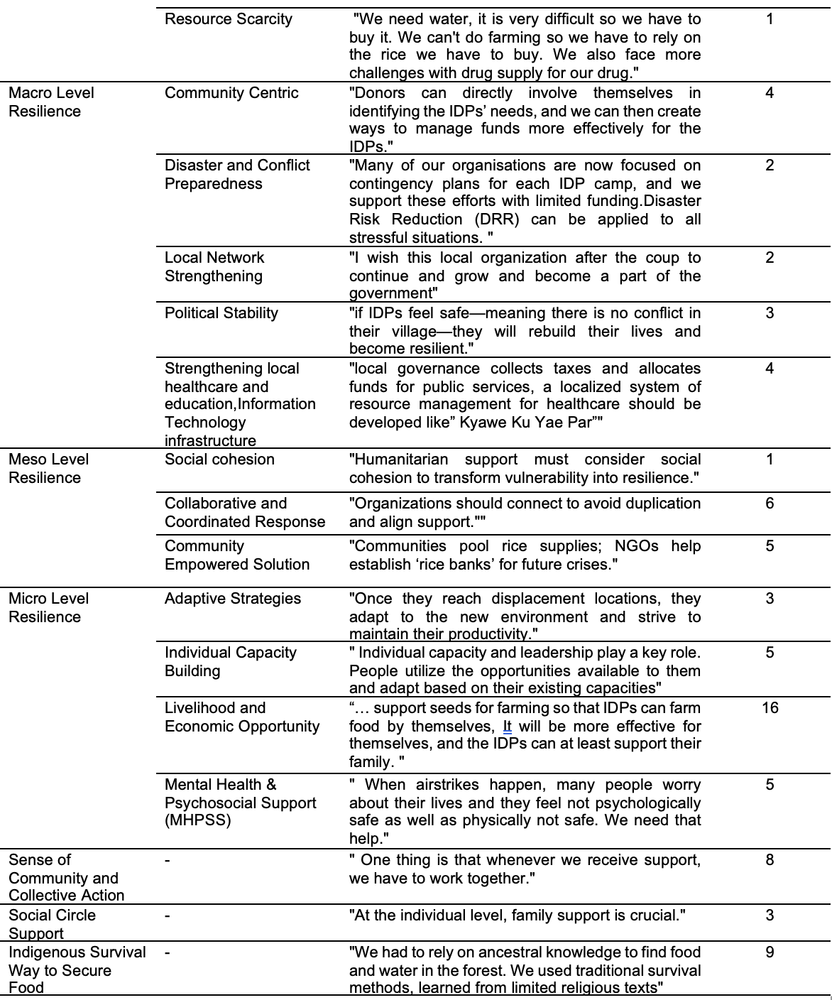 Resource Scarcity "We need water, it is very difficult so we have to 1
buy it. We can't do farming so we have to rely on
the rice we have to buy. We also face more
challenges with drug supply for our drug."
Macro Level Community Centric "Donors can directly involve themselves in 4
Resilience identifying the IDPs’ needs, and we can then create
ways to manage funds more effectively for the
IDPs."
Disaster and Conflict "Many of our organisations are now focused on 2
Preparedness contingency plans for each IDP camp, and we
support these efforts with limited funding.Disaster
Risk Reduction (DRR) can be applied to all
stressful situations. "
Local Network "I wish this local organization after the coup to 2
Strengthening continue and grow and become a part of the
government"
Political Stability "if IDPs feel safe—meaning there is no conflict in 3
their village—they will rebuild their lives and
become resilient."
Strengthening local "local governance collects taxes and allocates 4
healthcare and funds for public services, a localized system of
education,Information resource management for healthcare should be
Technology developed like” Kyawe Ku Yae Par”"
infrastructure
Meso Level Social cohesion "Humanitarian support must consider social 1
Resilience cohesion to transform vulnerability into resilience."
Collaborative and "Organizations should connect to avoid duplication 6
Coordinated Response and align support.""
Community "Communities pool rice supplies; NGOs help 5
Empowered Solution establish ‘rice banks’ for future crises."
Micro Level Adaptive Strategies "Once they reach displacement locations, they 3
Resilience adapt to the new environment and strive to
maintain their productivity."
Individual Capacity " Individual capacity and leadership play a key role. 5
Building People utilize the opportunities available to them
and adapt based on their existing capacities"
Livelihood and “… support seeds for farming so that IDPs can farm 16
Economic Opportunity food by themselves, It will be more effective for
themselves, and the IDPs can at least support their
family. "
Mental Health & " When airstrikes happen, many people worry 5
Psychosocial Support about their lives and they feel not psychologically
(MHPSS) safe as well as physically not safe. We need that
help."
Sense of - " One thing is that whenever we receive support, 8
Community and we have to work together."
Collective Action
Social Circle - "At the individual level, family support is crucial." 3
Support
Indigenous Survival - "We had to rely on ancestral knowledge to find food 9
Way to Secure and water in the forest. We used traditional survival
Food methods, learned from limited religious texts"